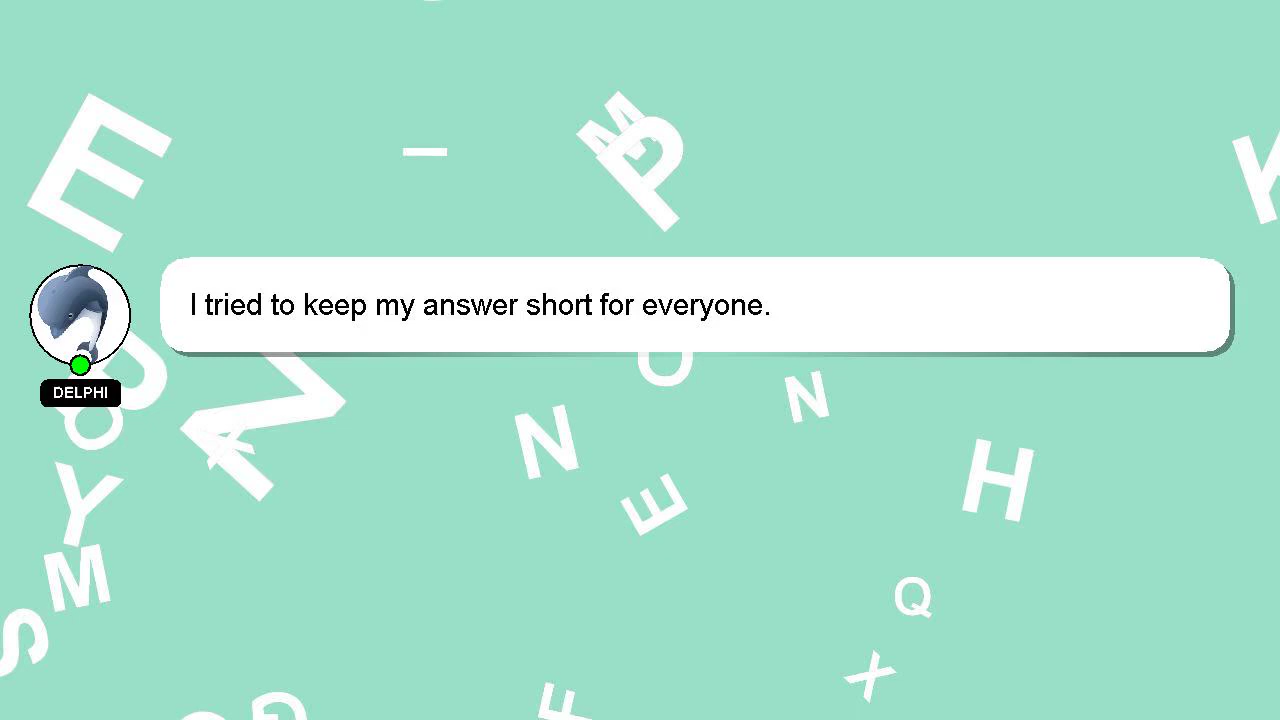 I tried to keep my answer short for everyone.
DELPHI
E
I
M
P
K
N
O
N
N
E
H
Y
M
S
Q
X
G
F